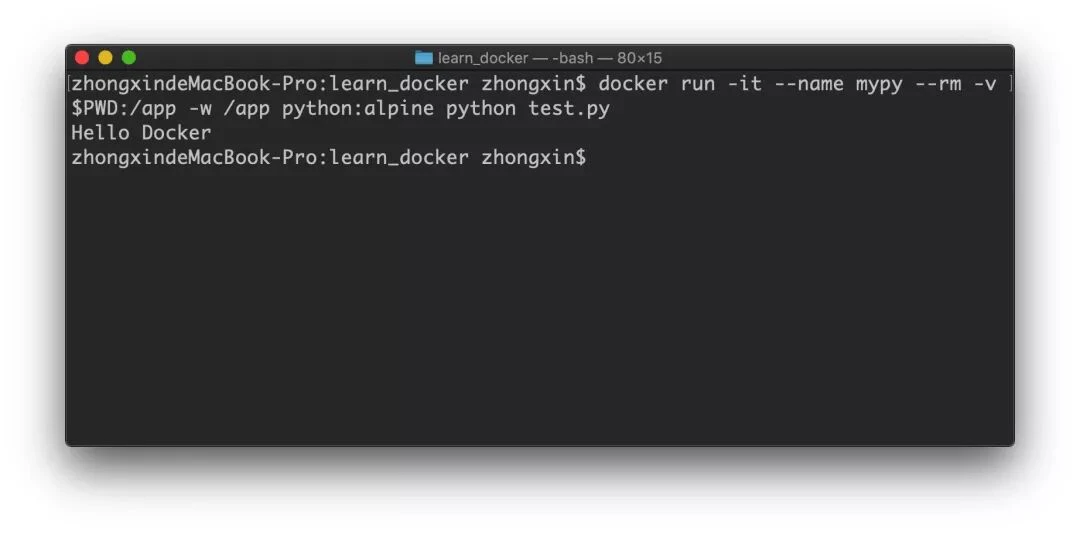 learn_docker — -bash — 80×15
[zhongxindeMacBook-Pro:learn_docker zhongxin$ docker run -it --name mypy --rm -v ]
$PWD:/app -w /app python:alpine python test.py
Hello Docker
zhongxindeMacBook-Pro:learn_docker zhongxin$